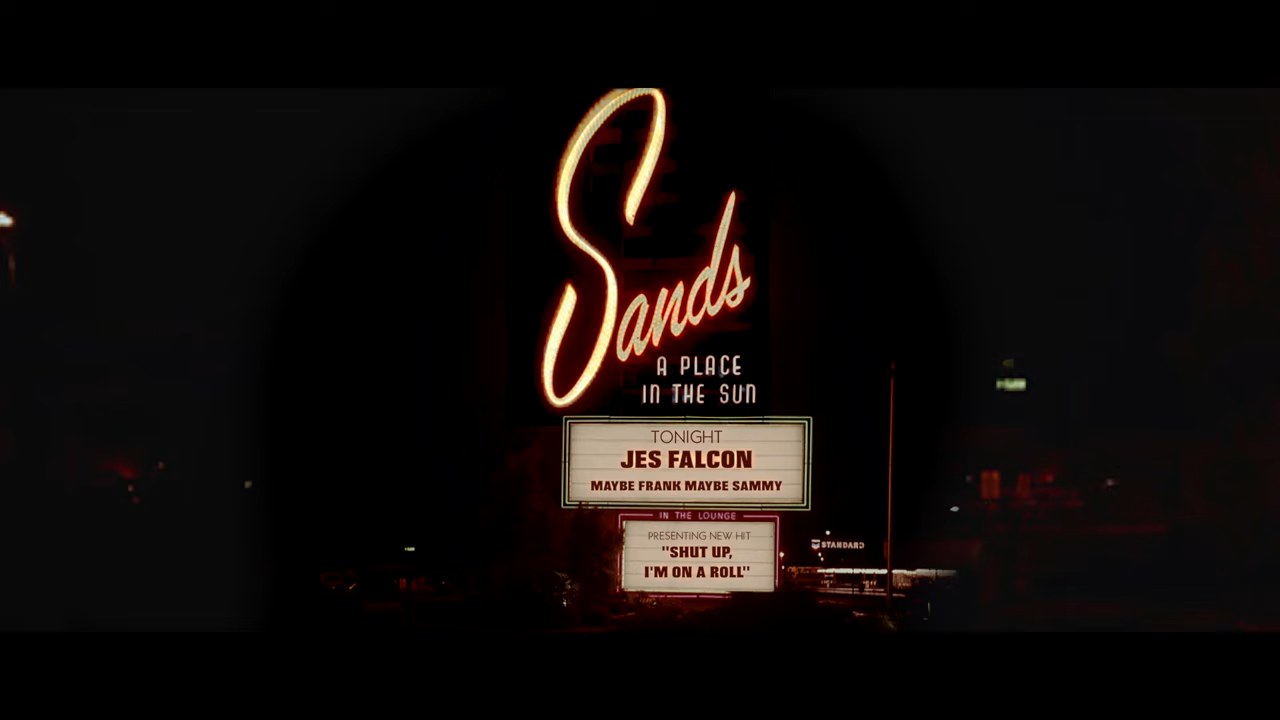 Sands
A PLACE
IN THE SUN
TONIGHT
JES FALCON
MAYBE FRANK MAYBE SAMMY
IN THE LOUNGE
PRESENTING NEW HIT
"SHUT UP,
I'M ON A ROLL"
STANDARD